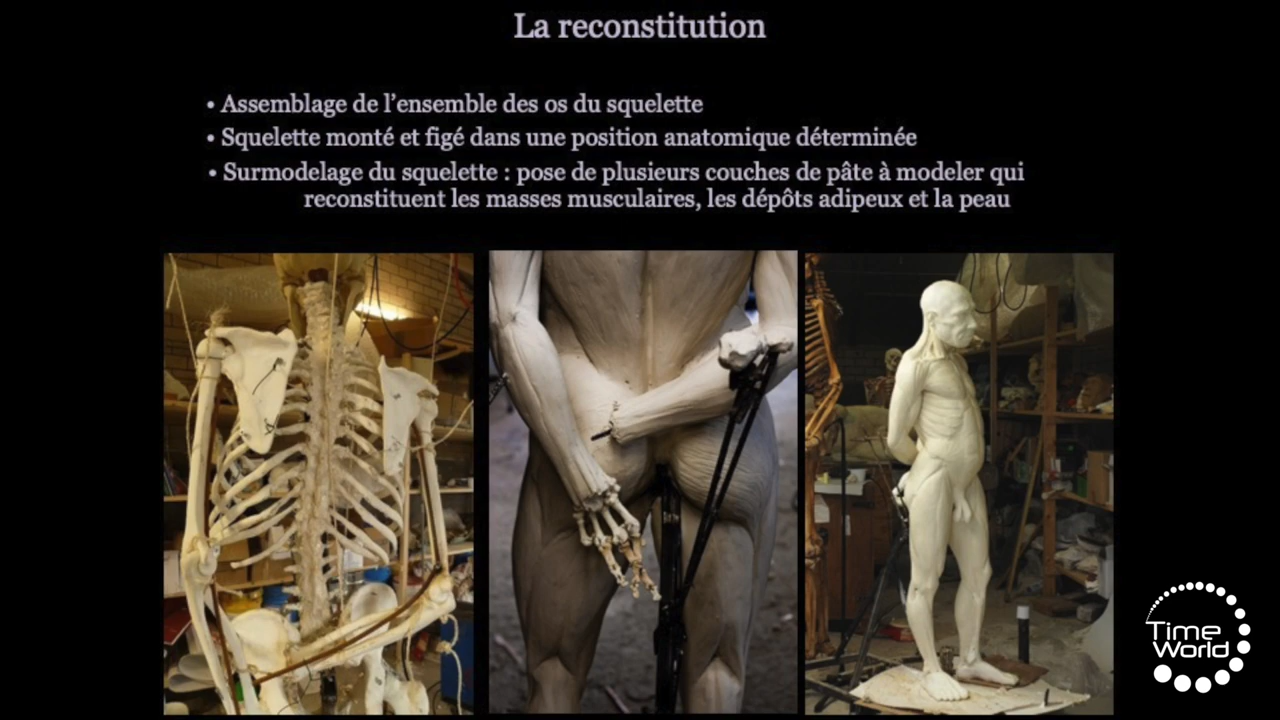 La reconstitution
• Assemblage de l’ensemble des os du squelette
• Squelette monté et figé dans une position anatomique déterminée
• Surmodelage du squelette : pose de plusieurs couches de pâte à modeler qui
reconstituent les masses musculaires, les dépôts adipeux et la peau
Time
World